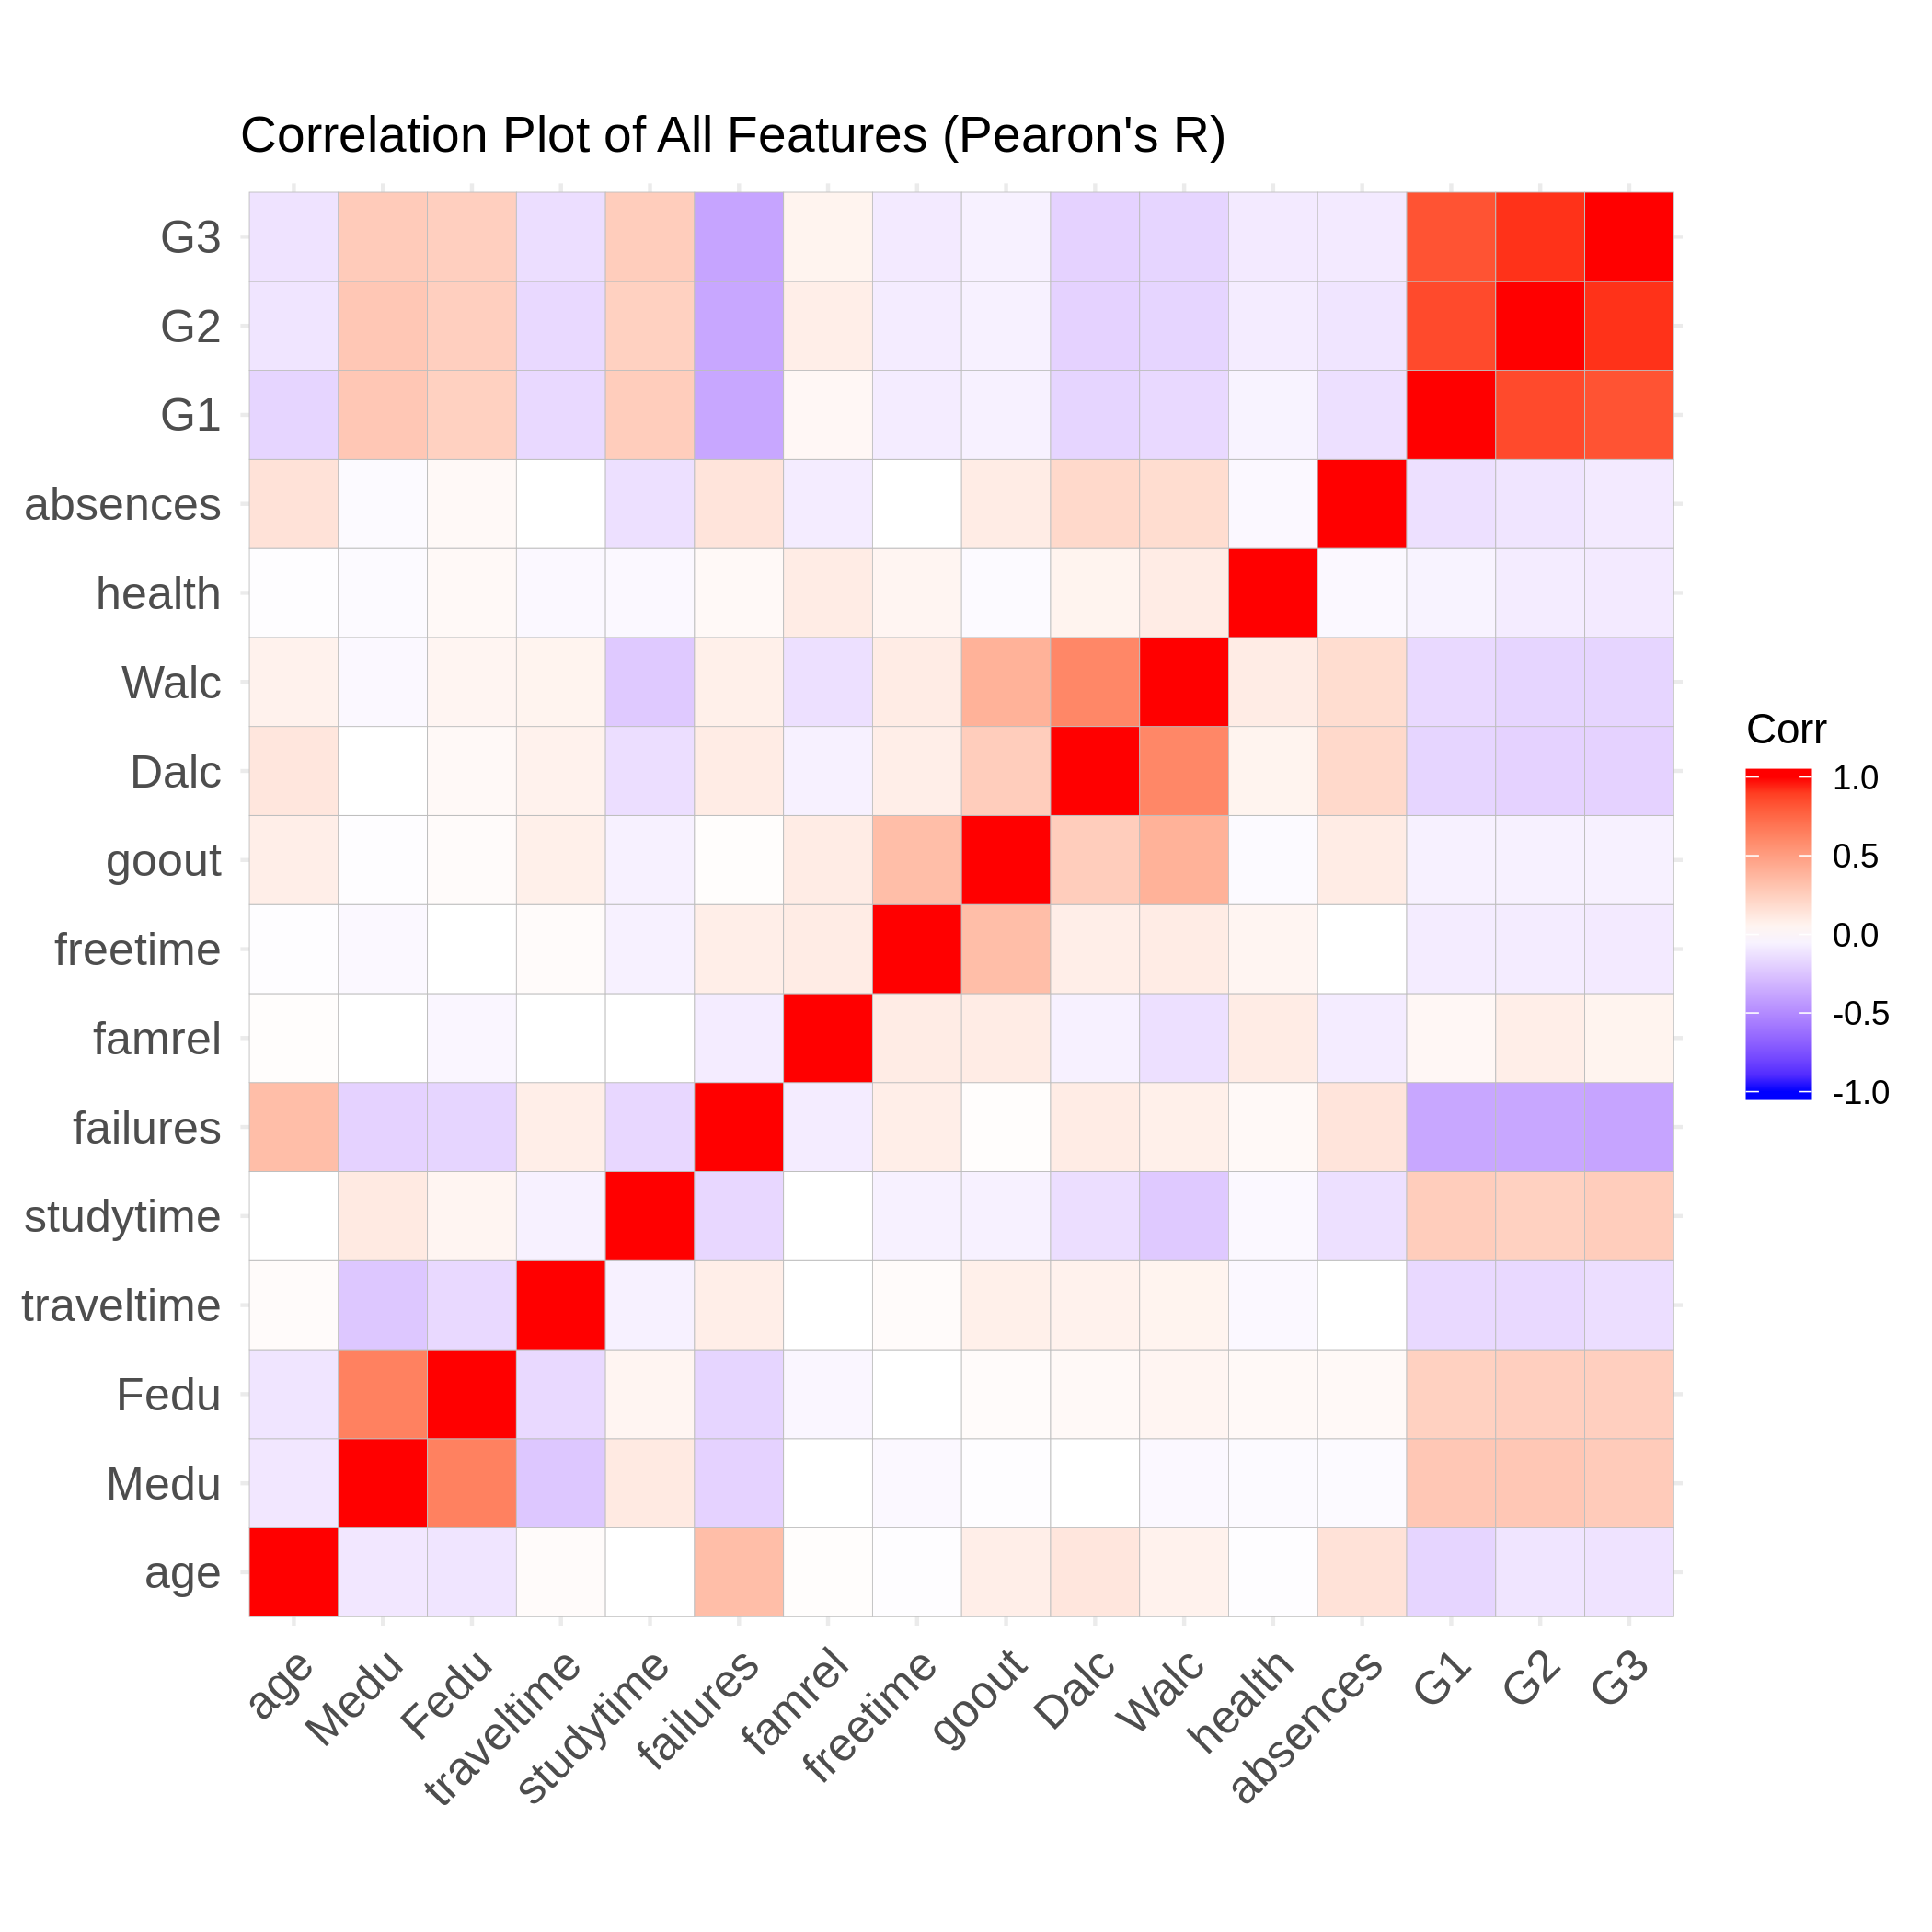 Correlation Plot of All Features (Pearon's R)
G3
G2
G1
absences
health
Walc
Dalc
goout
freetime
famrel
failures
studytime
traveltime
Fedu
Medu
age
age
Medu
Fedu
traveltime
studytime
failures
famrel
freetime
goout
Dalc
Walc
health
absences
G1
G2
G3
Corr
1.0
0.5
0.0
-0.5
-1.0